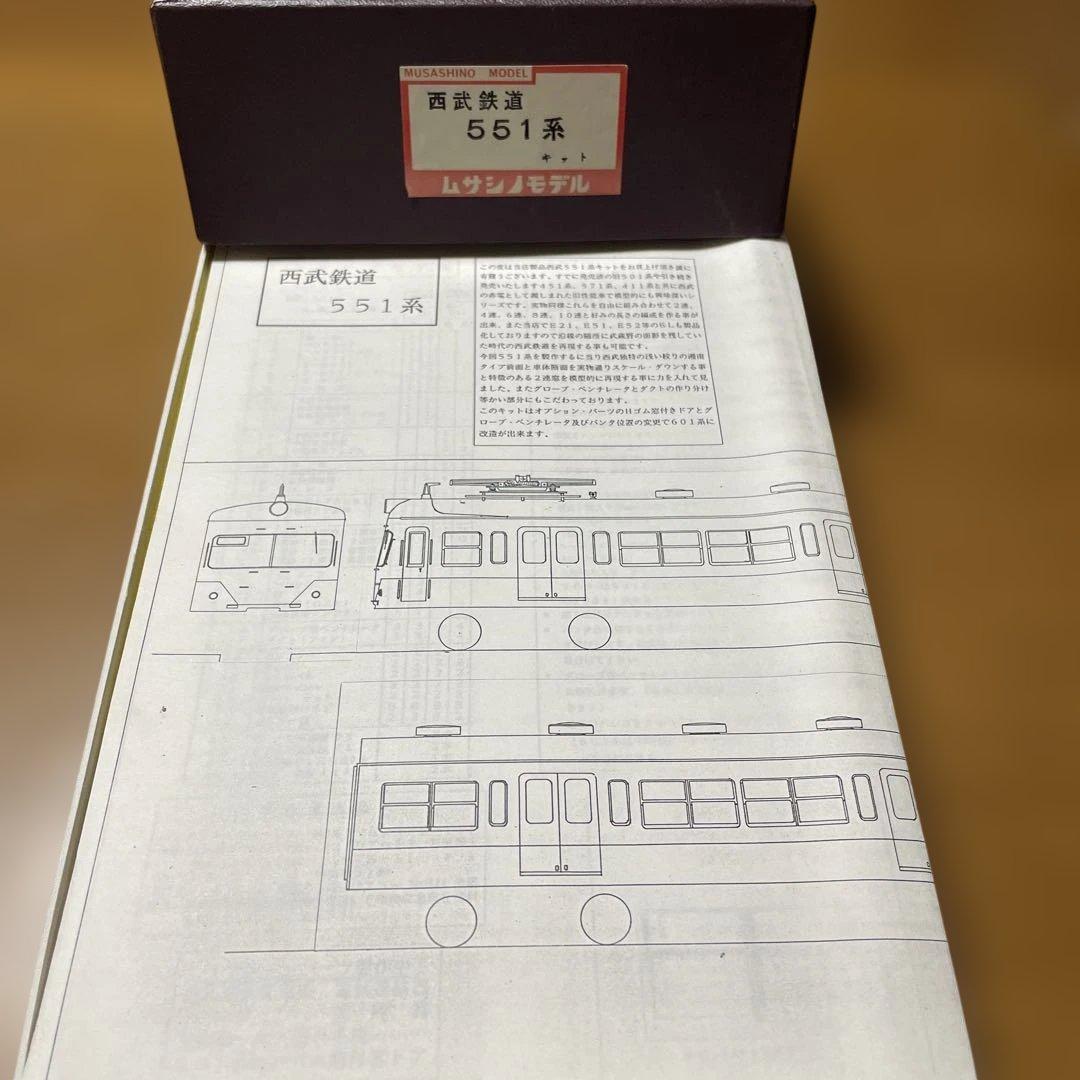 MUSASHINO MODEL
西武鉄道
551系
キット
ムサシノモデル
西武鉄道
551系
この度は当店製品西武551系キットをお買上げ頂き誠に
有難うございます。すでに発売済の旧501系や引き続き
発売いたします451系、571系、411系と共に西武
の赤電として親しまれた旧性能車で模型的にも興味深いシ
リーズです。実物同様これらを自由に組み合わせて2連、
4連、6連、8連、10連と好みの長さの編成を作る事が
出来、また当店でE21、E51、E52等のELも製品
化しておりますので沿線の随所に武蔵野の面影を残してい
た時代の西武鉄道を再現する事も可能です。
今回551系を製作するに当り西武独特の浅い絞りの湘南
タイプ前面と車体断面を実物通りスケール・ダウンする事
と特徴のある2連窓を模型的に再現する事に力を入れて見
ました。またグローブ・ベンチレータとダクトの作り分け
等かい部分にもこだわっております。
このキットはオプション・パーツのHゴム窓付きドアとグ
ローブ・ベンチレータ及びパンタ位置の変更で601系に
改造が出来ます。